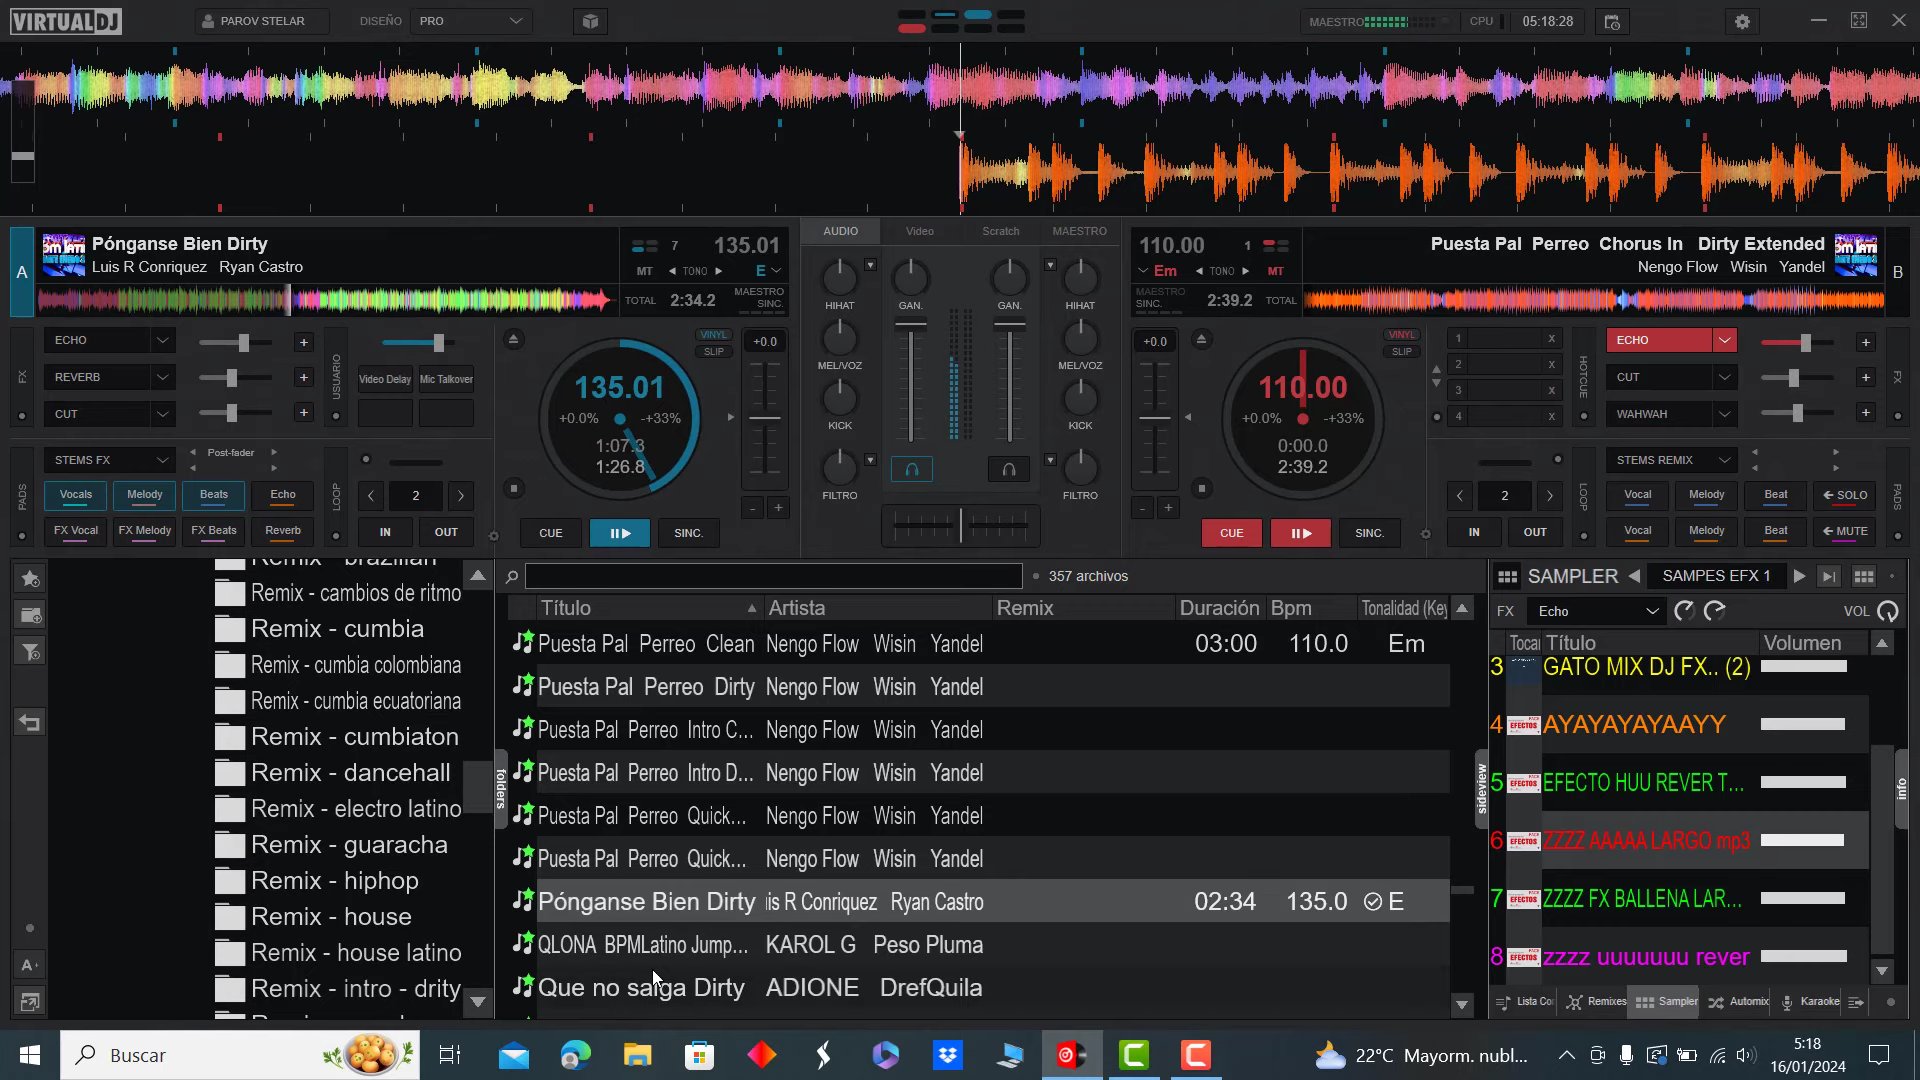 VIRTUALDJ
PAROV STELAR
DISEÑO PRO
MAESTRO CPU 05:18:28
A
Pónganse Bien Dirty
Luis R Conriquez Ryan Castro
7 135.01
MT TONO E
TOTAL 2:34.2 MAESTRO SINC.
AUDIO Video Scratch MAESTRO
110.00 1
Em TONO MT
MAESTRO SINC. 2:39.2 TOTAL
Puesta Pal Perreo Chorus In Dirty Extended
Nengo Flow Wisin Yandel
B
HIHAT GAN. GAN. HIHAT
MEL/VOZ MEL/VOZ
KICK KICK
FILTRO FILTRO
FX
ECHO
REVERB
CUT
USUARIO
Video Delay Mic Talkover
VINYL
SLIP
+0.0
135.01
+0.0% -+33%
1:07.3
1:26.8
+0.0
VINYL
SLIP
110.00
+0.0% -+33%
0:00.0
2:39.2
1 x
2 x
3 x
4 x
HOTCUE
ECHO
CUT
WAHWAH
FX
PADS
STEMS FX Post-fader
Vocals Melody Beats Echo
FX Vocal FX Melody FX Beats Reverb
LOOP
2
IN OUT
CUE SINC.
- +
- +
CUE SINC.
2
IN OUT
LOOP
STEMS REMIX
Vocal Melody Beat SOLO
Vocal Melody Beat MUTE
PADS
Remix - brazilian
Remix - cambios de ritmo
Remix - cumbia
Remix - cumbia colombiana
Remix - cumbia ecuatoriana
Remix - cumbiaton
Remix - dancehall
Remix - electro latino
Remix - guaracha
Remix - hiphop
Remix - house
Remix - house latino
Remix - intro - drity
folders
357 archivos
Título Artista Remix Duración Bpm Tonalidad (Key
Puesta Pal Perreo Clean Nengo Flow Wisin Yandel 03:00 110.0 Em
Puesta Pal Perreo Dirty Nengo Flow Wisin Yandel
Puesta Pal Perreo Intro C... Nengo Flow Wisin Yandel
Puesta Pal Perreo Intro D... Nengo Flow Wisin Yandel
Puesta Pal Perreo Quick... Nengo Flow Wisin Yandel
Puesta Pal Perreo Quick... Nengo Flow Wisin Yandel
Pónganse Bien Dirty is R Conriquez Ryan Castro 02:34 135.0 E
QLONA BPMLatino Jump... KAROL G Peso Pluma
Que no salga Dirty ADIONE DrefQuila
sideview
SAMPLER SAMPES EFX 1
FX Echo VOL
Tocar Título Volumen
3 GATO MIX DJ FX.. (2)
4 AYAYAYAYAAYY
5 EFECTO HUU REVER T...
6 ZZZZ AAAAA LARGO mp3
7 ZZZZ FX BALLENA LAR...
8 zzzz uuuuuuu rever
info
Lista Co Remixes Sampler Automix Karaoke
A+
Buscar
22°C Mayorm. nubl...
5:18
16/01/2024